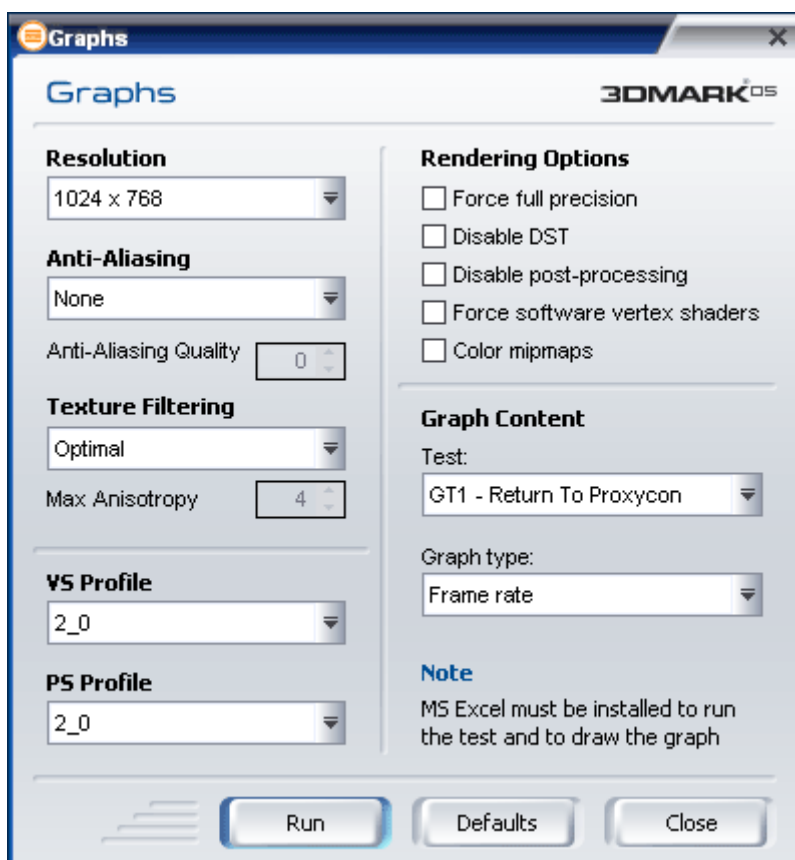 Graphs
Graphs
3DMARK®05
Resolution
1024 x 768
Anti-Aliasing
None
Anti-Aliasing Quality
0
Texture Filtering
Optimal
Max Anisotropy
4
VS Profile
2_0
PS Profile
2_0
Rendering Options
Force full precision
Disable DST
Disable post-processing
Force software vertex shaders
Color mipmaps
Graph Content
Test:
GT1 - Return To Proxycon
Graph type:
Frame rate
Note
MS Excel must be installed to run
the test and to draw the graph
Run
Defaults
Close